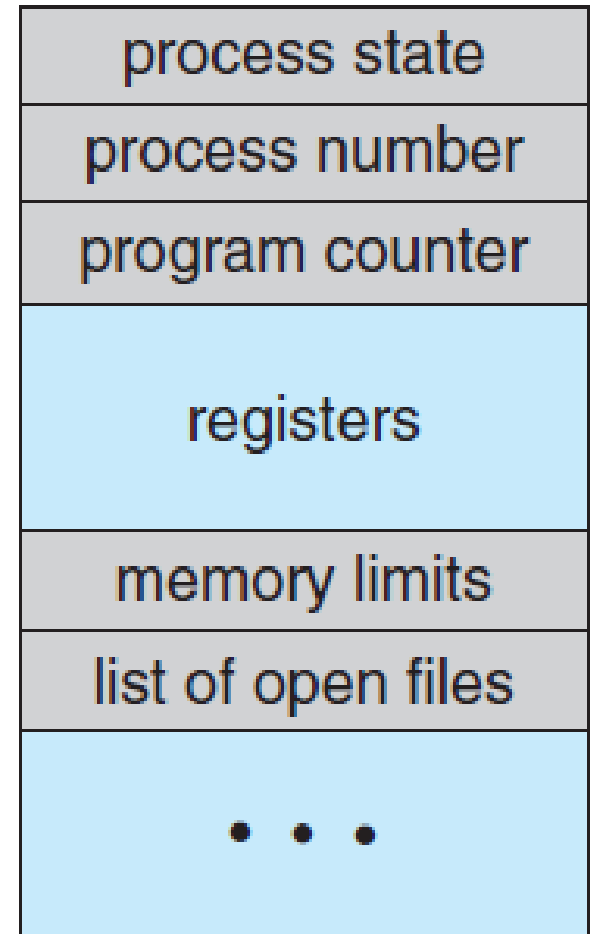 process state
process number
program counter
registers
memory limits
list of open files
• • •